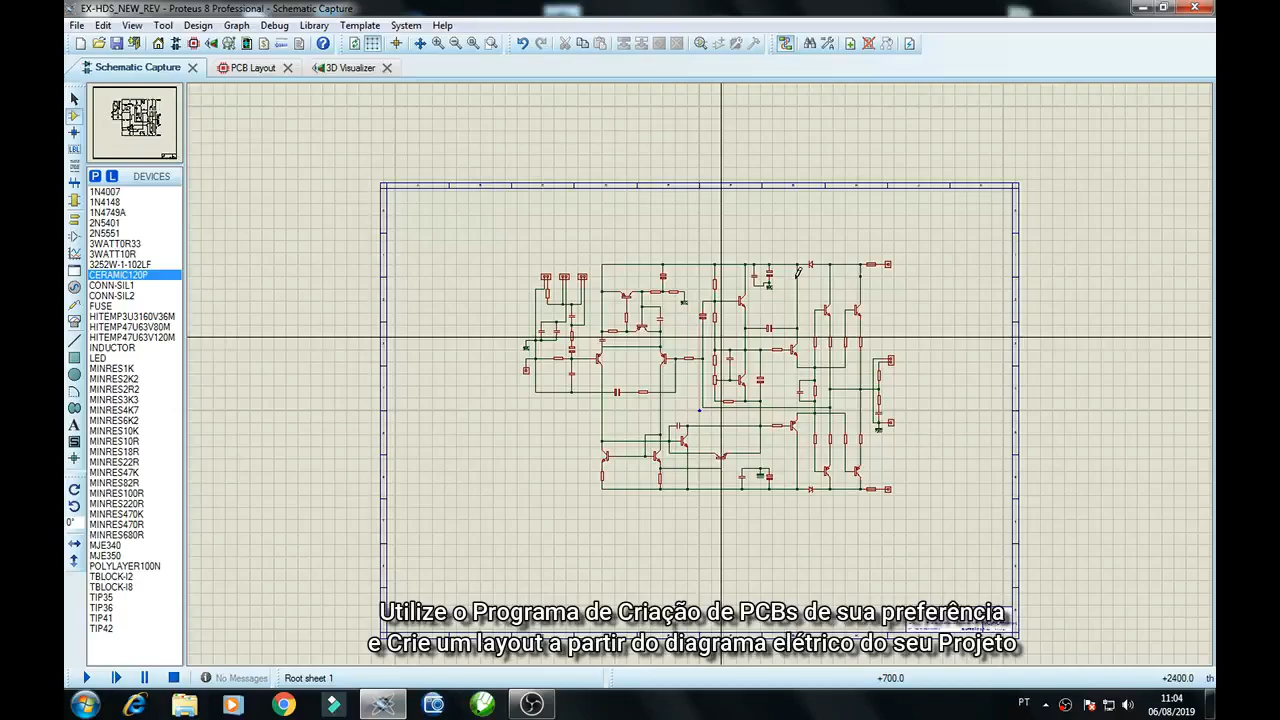 EX-HDS_NEW_REV - Proteus 8 Professional - Schematic Capture
File Edit View Tool Design Graph Debug Library Template System Help
Schematic Capture PCB Layout 3D Visualizer
P L DEVICES
1N4007
1N4148
1N4749A
2N5401
2N5551
3WATT0R33
3WATT10R
3252W-1-102LF
CERAMIC120P
CONN-SIL1
CONN-SIL2
FUSE
HITEMP3U3160V36M
HITEMP47U63V80M
HITEMP47U63V120M
INDUCTOR
LED
MINRES1K
MINRES2K2
MINRES2R2
MINRES3K3
MINRES4K7
MINRES6K2
MINRES10K
MINRES10R
MINRES18R
MINRES22R
MINRES47K
MINRES82R
MINRES100R
MINRES220R
MINRES470K
MINRES470R
MINRES680R
MJE340
MJE350
POLYLAYER100N
TBLOCK-I2
TBLOCK-I8
TIP35
TIP36
TIP41
TIP42
LBL
0°
Utilize o Programa de Criação de PCBs de sua preferência
e Crie um layout a partir do diagrama elétrico do seu Projeto
No Messages Root sheet 1 +700.0 +2400.0 th
PT 11:04
06/08/2019